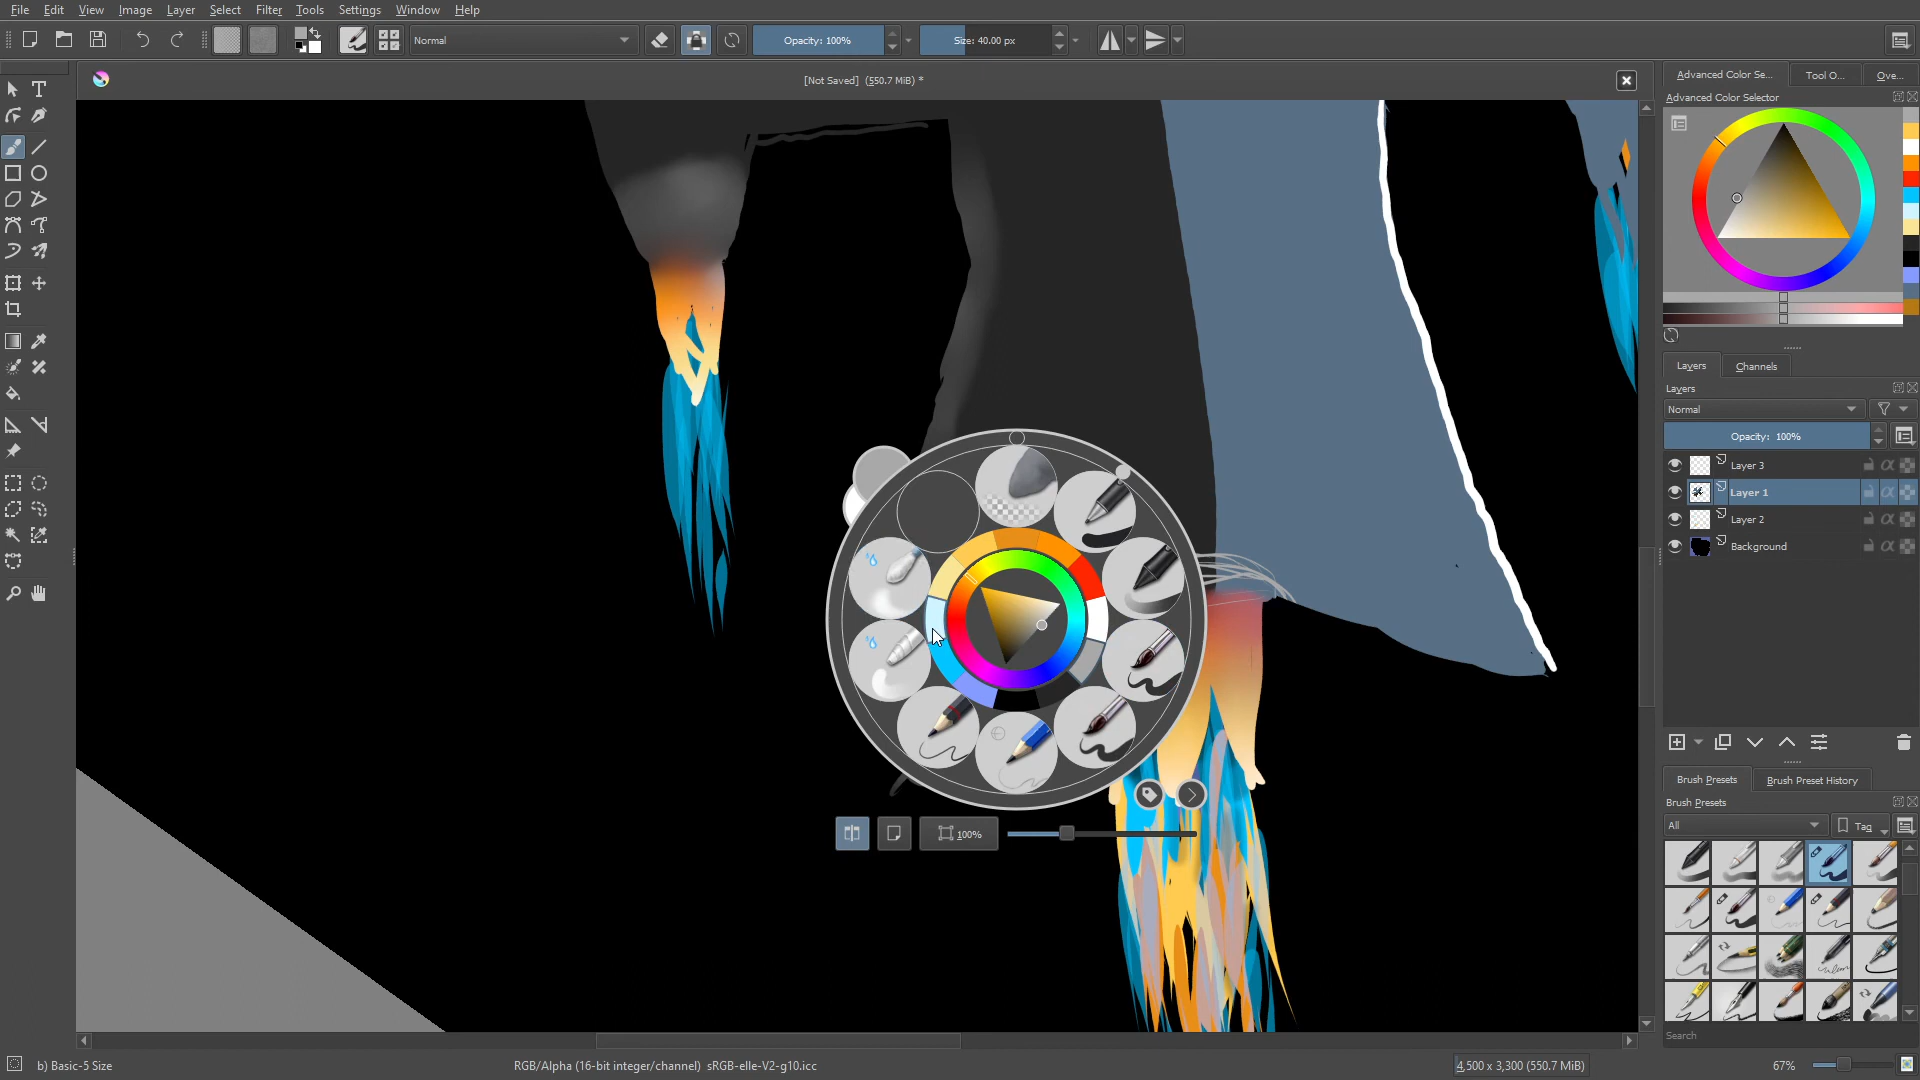 File Edit View Image Layer Select Filter Tools Settings Window Help
Normal Opacity: 100% Size: 40.00 px
[Not Saved] (550.7 MiB) *
Advanced Color Se... Tool O... Ove...
Advanced Color Selector
Layers Channels
Layers
Normal
Opacity: 100%
Layer 3
Layer 1
Layer 2
Background
Brush Presets Brush Preset History
Brush Presets
All Tag
100%
Search
b) Basic-5 Size RGB/Alpha (16-bit integer/channel) sRGB-elle-V2-g10.icc 4,500 x 3,300 (550.7 MiB) 67%